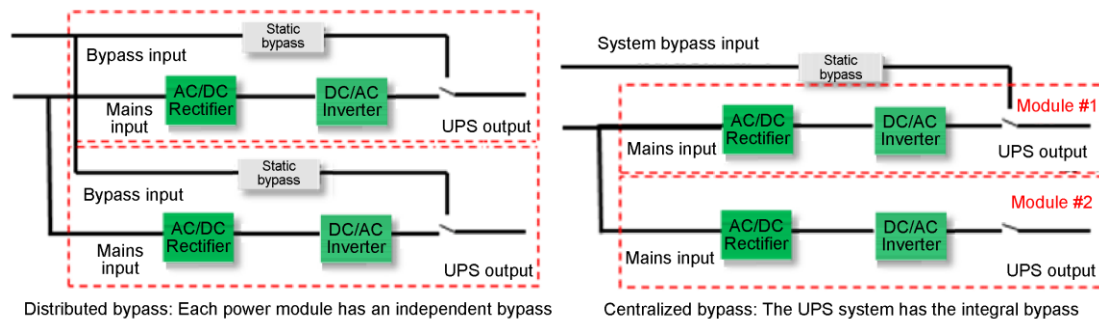 Static
bypass
Bypass input
AC/DC
Rectifier
DC/AC
Inverter
Mains
input
UPS output
Static
bypass
Bypass input
AC/DC
Rectifier
DC/AC
Inverter
Mains
input
UPS output
Distributed bypass: Each power module has an independent bypass
System bypass input
Static
bypass
Module #1
AC/DC
Rectifier
DC/AC
Inverter
Mains input
UPS output
Module #2
AC/DC
Rectifier
DC/AC
Inverter
Mains input
UPS output
Centralized bypass: The UPS system has the integral bypass